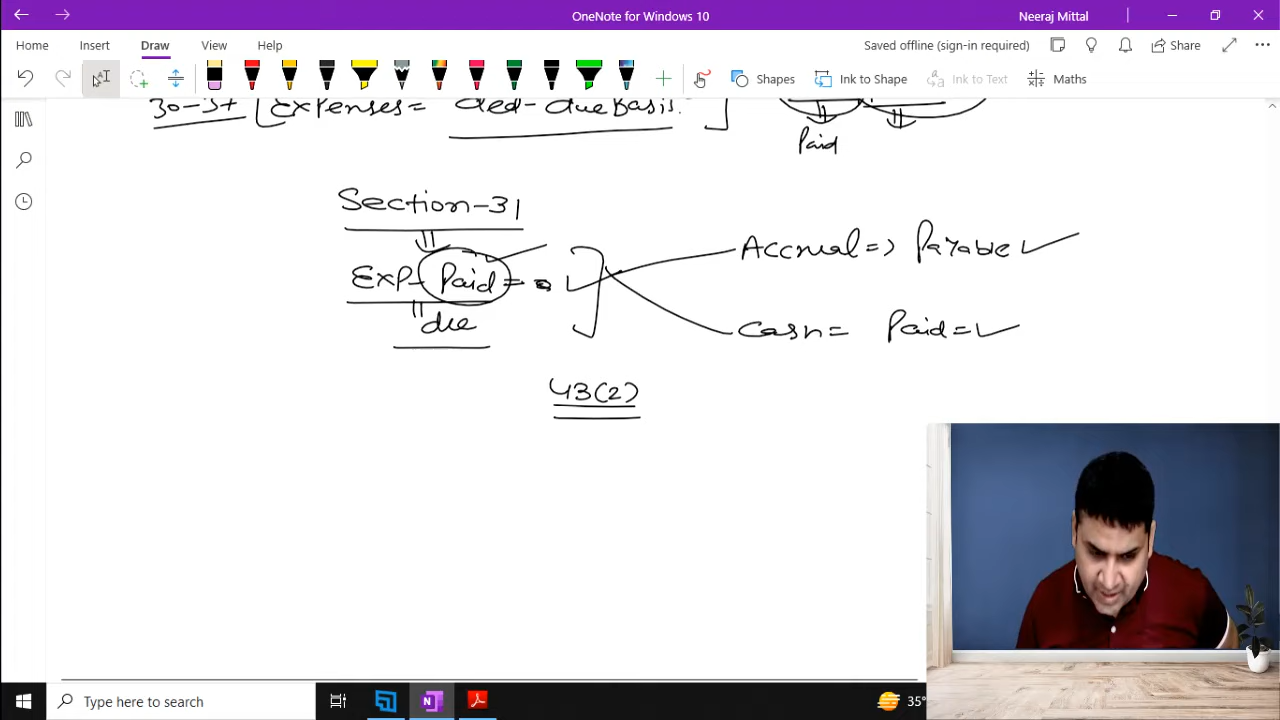 OneNote for Windows 10
Neeraj Mittal
Home Insert Draw View Help
Saved offline (sign-in required) Share
Shapes Ink to Shape Ink to Text Maths
30-37 [Expenses = ded-due Basis.]
Paid
Section-31
Exp- Paid =
due
Accrual => Payable ✓
Cash = Paid = ✓
43(2)
Type here to search
35°